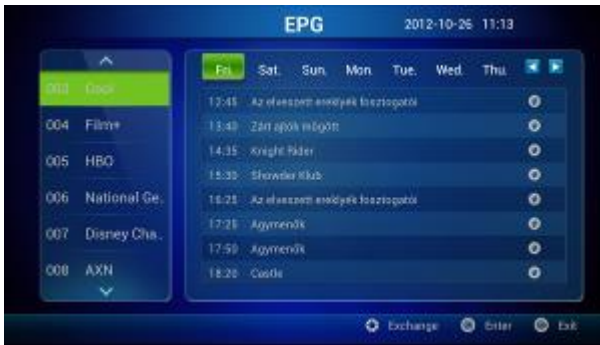 EPG 2012-10-26 11:13
003 Cool
004 Film+
005 HBO
006 National Ge..
007 Disney Cha..
008 AXN
Fri. Sat. Sun. Mon. Tue. Wed. Thu.
12:45 Az elveszett ereklyék fosztogatói
13:40 Zárt ajtók mögött
14:35 Knight Rider
15:30 Showder Klub
16:25 Az elveszett ereklyék fosztogatói
17:20 Agymenők
17:50 Agymenők
18:20 Castle
Exchange Enter Exit